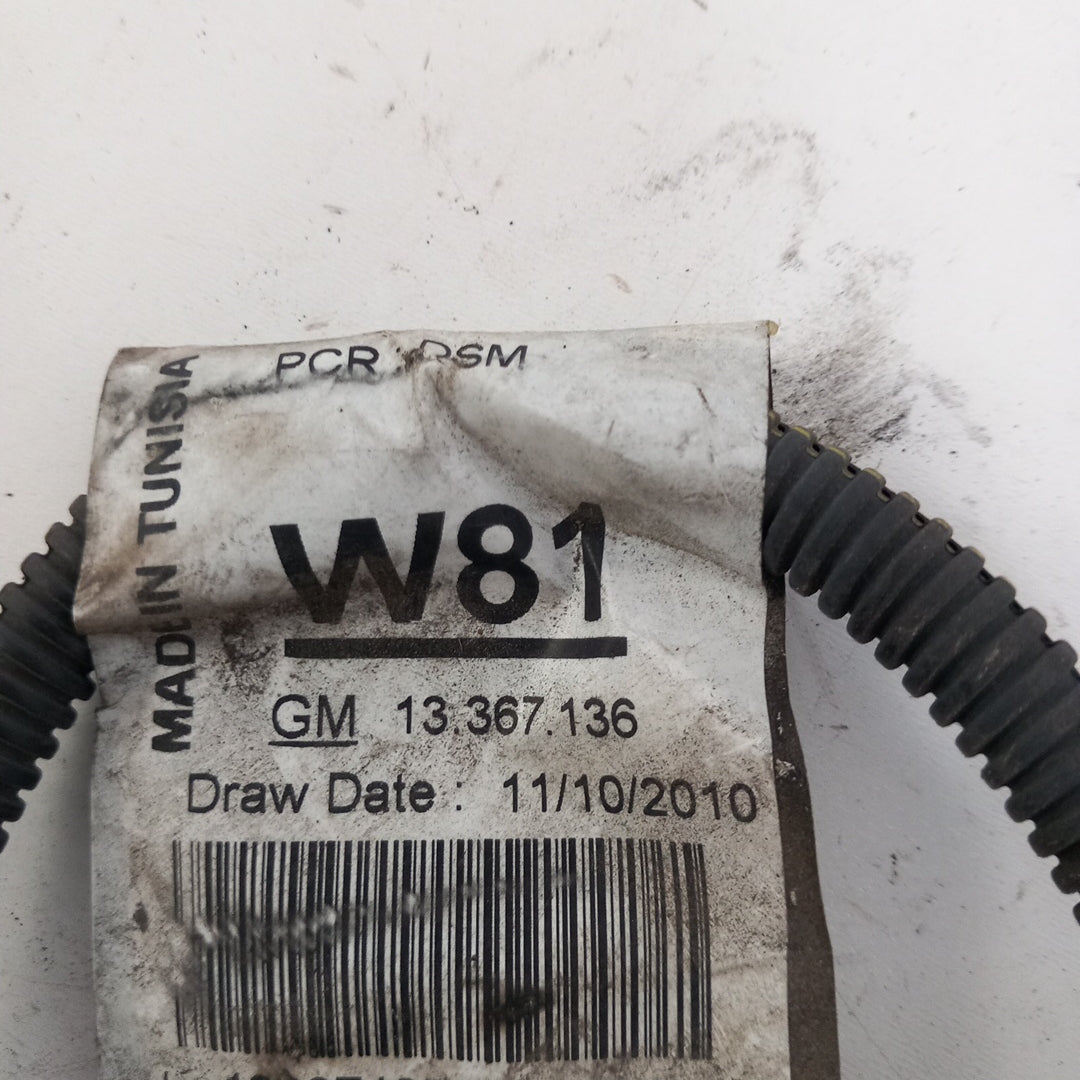 PCR : DSM
MADE IN TUNISIA
W81
GM 13.367.136
Draw Date : 11/10/2010